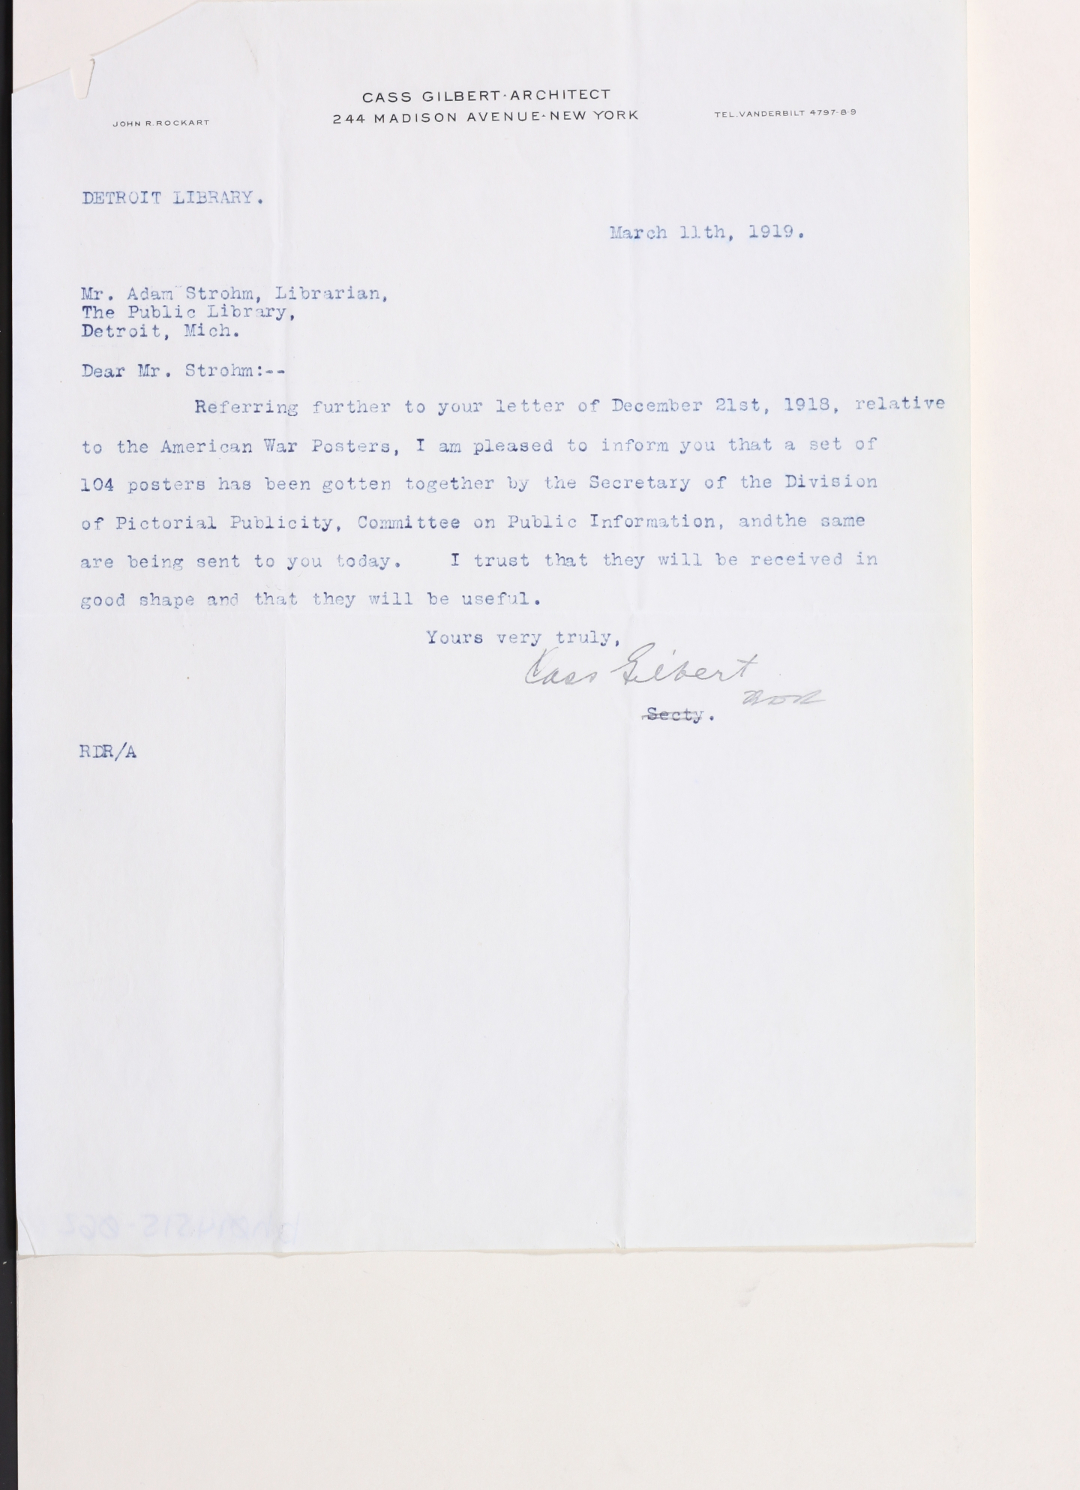 CASS GILBERT·ARCHITECT
244 MADISON AVENUE·NEW YORK
JOHN R. ROCKART
TEL. VANDERBILT 4797-8-9
DETROIT LIBRARY.
March 11th, 1919.
Mr. Adam Strohm, Librarian,
The Public Library,
Detroit, Mich.
Dear Mr. Strohm:--
Referring further to your letter of December 21st, 1918, relative
to the American War Posters, I am pleased to inform you that a set of
104 posters has been gotten together by the Secretary of the Division
of Pictorial Publicity, Committee on Public Information, andthe same
are being sent to you today. I trust that they will be received in
good shape and that they will be useful.
Yours very truly,
Cass Gilbert
Secty.
RDR/A